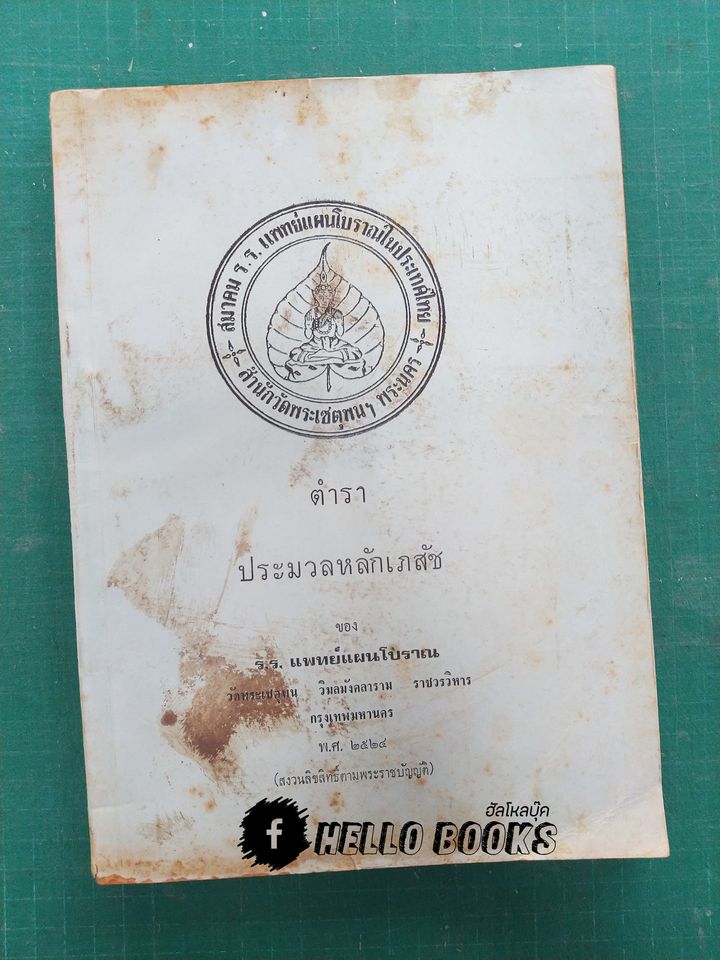 สมาคม ร.ร. แพทย์แผนโบราณในประเทศไทย
สำนักวัดพระเชตุพนฯ พระนคร
ตำรา
ประมวลหลักเภสัช
ของ
ร.ร. แพทย์แผนโบราณ
วัดพระเชตุพน วิมลมังคลาราม ราชวรวิหาร
กรุงเทพมหานคร
พ.ศ. ๒๕๒๔
(สงวนลิขสิทธิ์ตามพระราชบัญญัติ)
ฮัลโหลบุ๊ค
f HELLO BOOKS